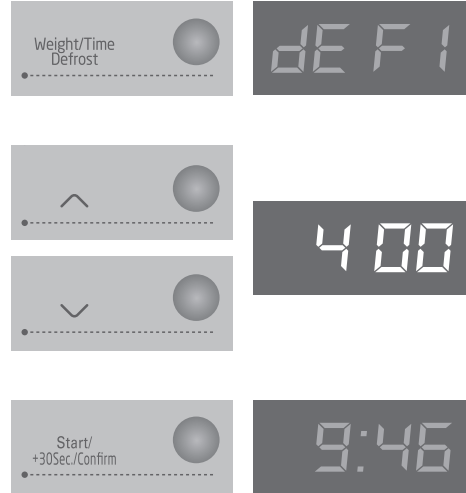 Weight/Time
Defrost
dEF1
400
Start/
+30Sec./Confirm
9:46